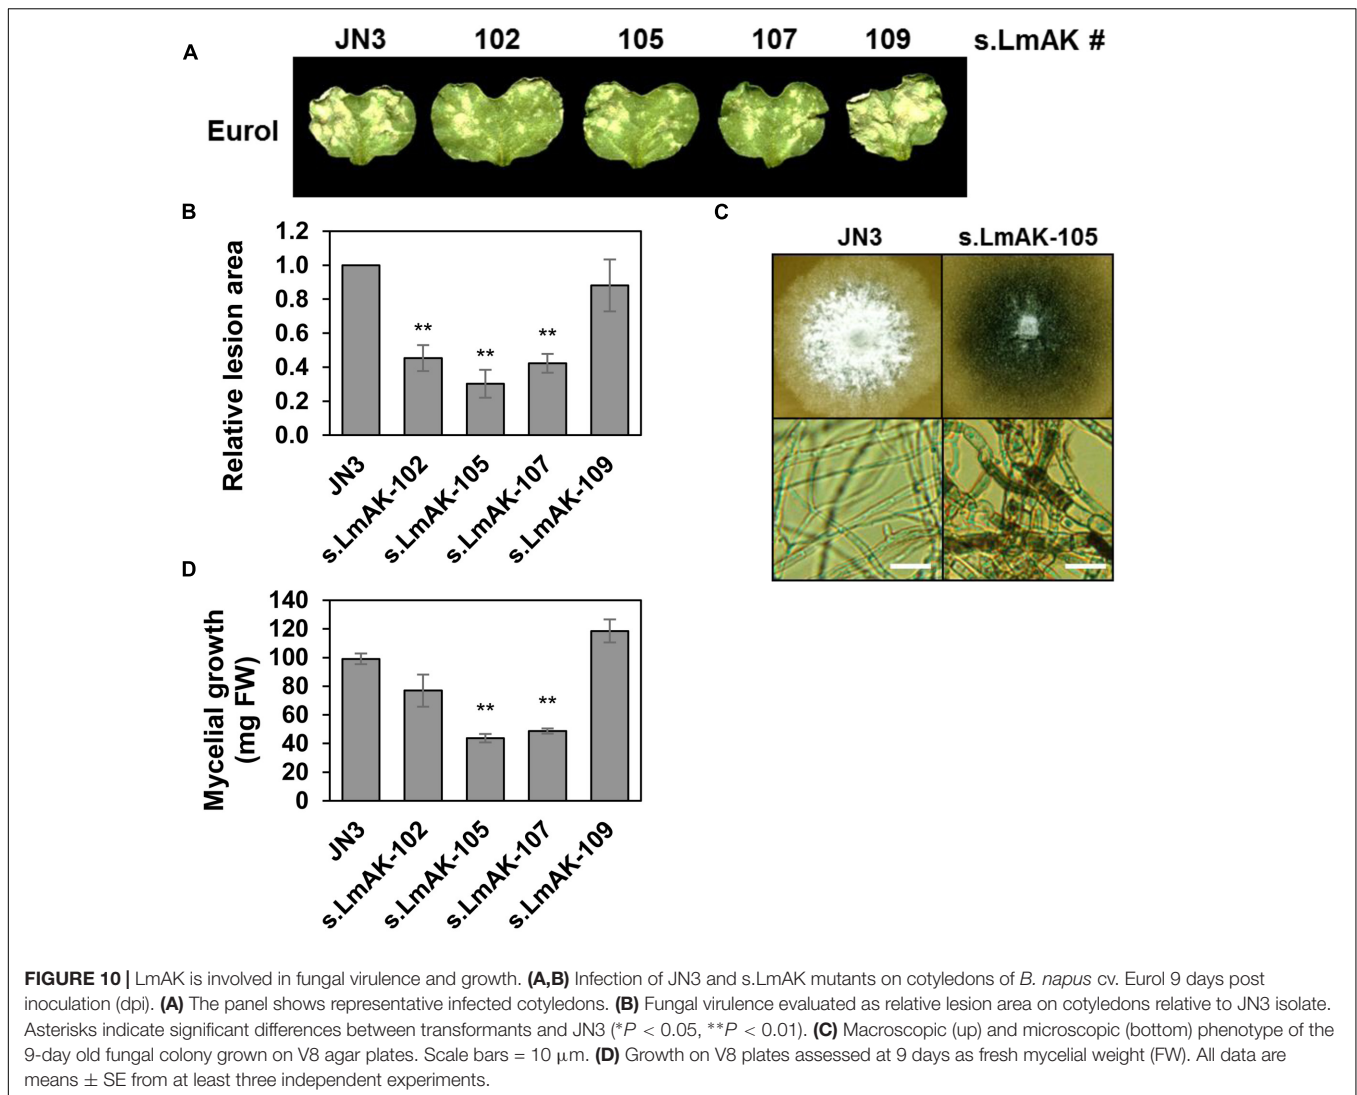 A
JN3 102 105 107 109 s.LmAK #
Eurol
B
Relative lesion area
1.2
1.0
0.8
0.6
0.4
0.2
0.0
**
**
**
JN3
s.LmAK-102
s.LmAK-105
s.LmAK-107
s.LmAK-109
C
JN3 s.LmAK-105
D
Mycelial growth
(mg FW)
140
120
100
80
60
40
20
0
**
**
JN3
s.LmAK-102
s.LmAK-105
s.LmAK-107
s.LmAK-109
FIGURE 10 | LmAK is involved in fungal virulence and growth. (A,B) Infection of JN3 and s.LmAK mutants on cotyledons of B. napus cv. Eurol 9 days post
inoculation (dpi). (A) The panel shows representative infected cotyledons. (B) Fungal virulence evaluated as relative lesion area on cotyledons relative to JN3 isolate.
Asterisks indicate significant differences between transformants and JN3 (*P < 0.05, **P < 0.01). (C) Macroscopic (up) and microscopic (bottom) phenotype of the
9-day old fungal colony grown on V8 agar plates. Scale bars = 10 μm. (D) Growth on V8 plates assessed at 9 days as fresh mycelial weight (FW). All data are
means ± SE from at least three independent experiments.